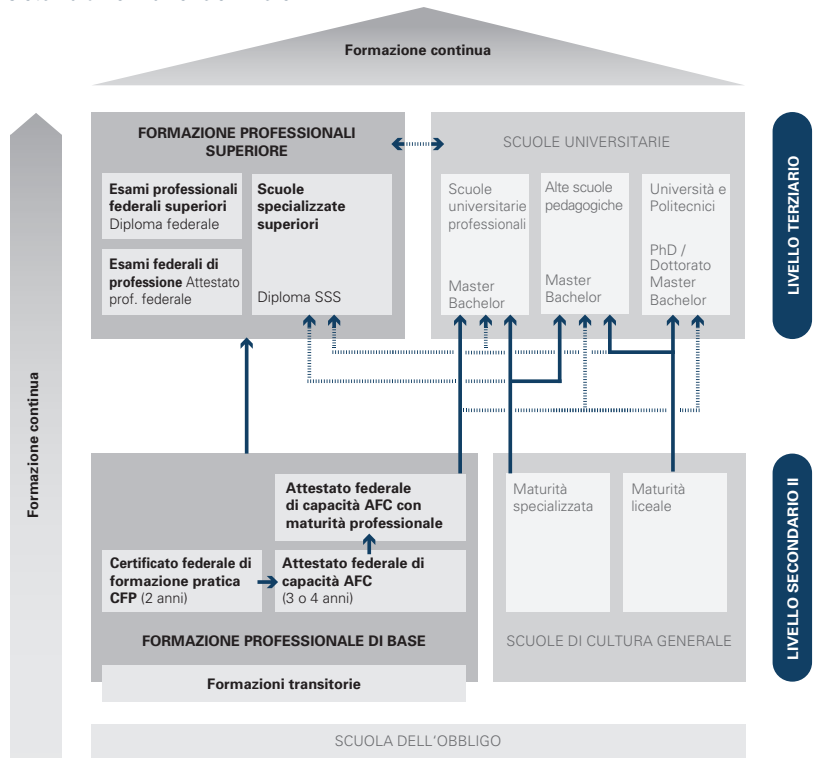 Formazione continua
FORMAZIONE PROFESSIONALI
SUPERIORE
Esami professionali
federali superiori
Diploma federale
Esami federali di
professione Attestato
prof. federale
Scuole
specializzate
superiori
Diploma SSS
SCUOLE UNIVERSITARIE
Scuole
universitarie
professionali
Master
Bachelor
Alte scuole
pedagogiche
Master
Bachelor
Università e
Politecnici
PhD /
Dottorato
Master
Bachelor
LIVELLO TERZIARIO
Formazione continua
Attestato federale
di capacità AFC con
maturità professionale
Certificato federale di
formazione pratica
CFP (2 anni)
Attestato federale di
capacità AFC
(3 o 4 anni)
FORMAZIONE PROFESSIONALE DI BASE
Formazioni transitorie
Maturità
specializzata
Maturità
liceale
SCUOLE DI CULTURA GENERALE
LIVELLO SECONDARIO II
SCUOLA DELL'OBBLIGO